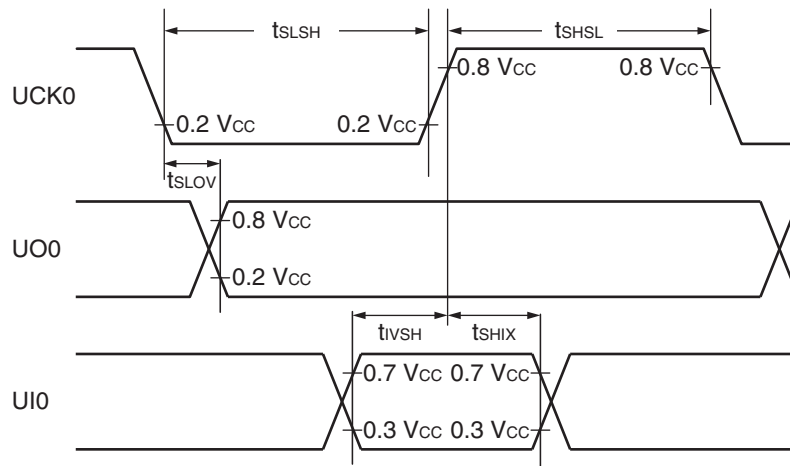 tSLSH tSHSL
UCK0
0.8 VCC 0.8 VCC
0.2 VCC 0.2 VCC
tSLOV
UO0
0.8 VCC
0.2 VCC
tIVSH tSHIX
UI0
0.7 VCC 0.7 VCC
0.3 VCC 0.3 VCC